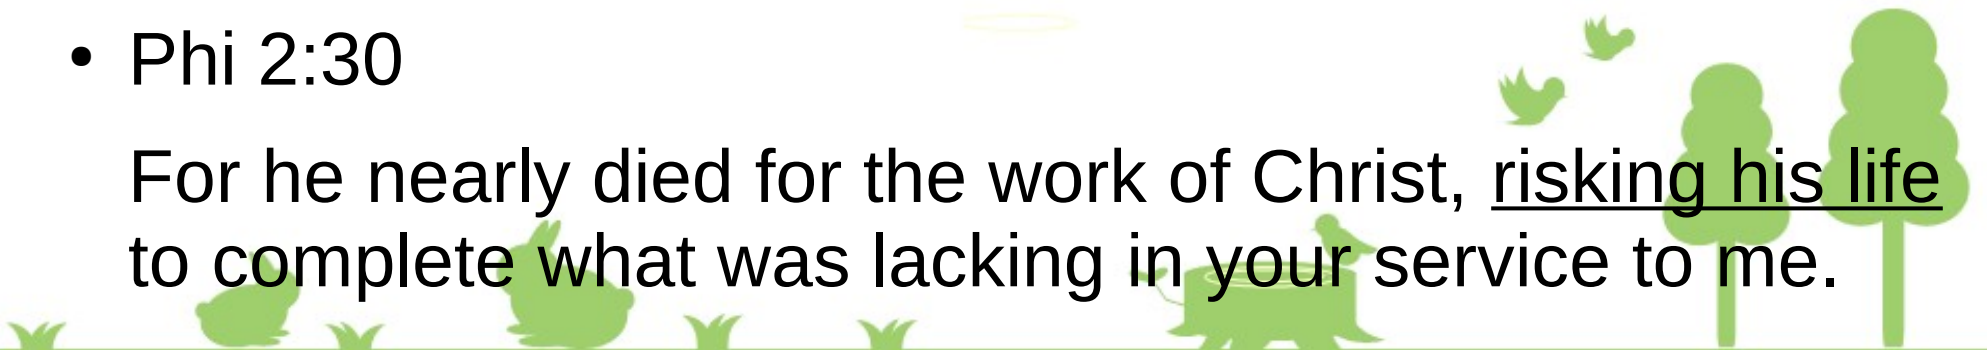 • Phi 2:30
For he nearly died for the work of Christ, risking his life
to complete what was lacking in your service to me.